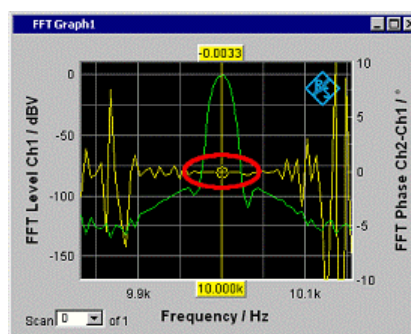 FFT Graph1
-0.0033
0
-50
-100
-150
FFT Level Ch1 / dBV
10
5
0
-5
-10
FFT Phase Ch2-Ch1 / °
9.9k
10.000k
10.1k
Scan 0 of 1
Frequency / Hz